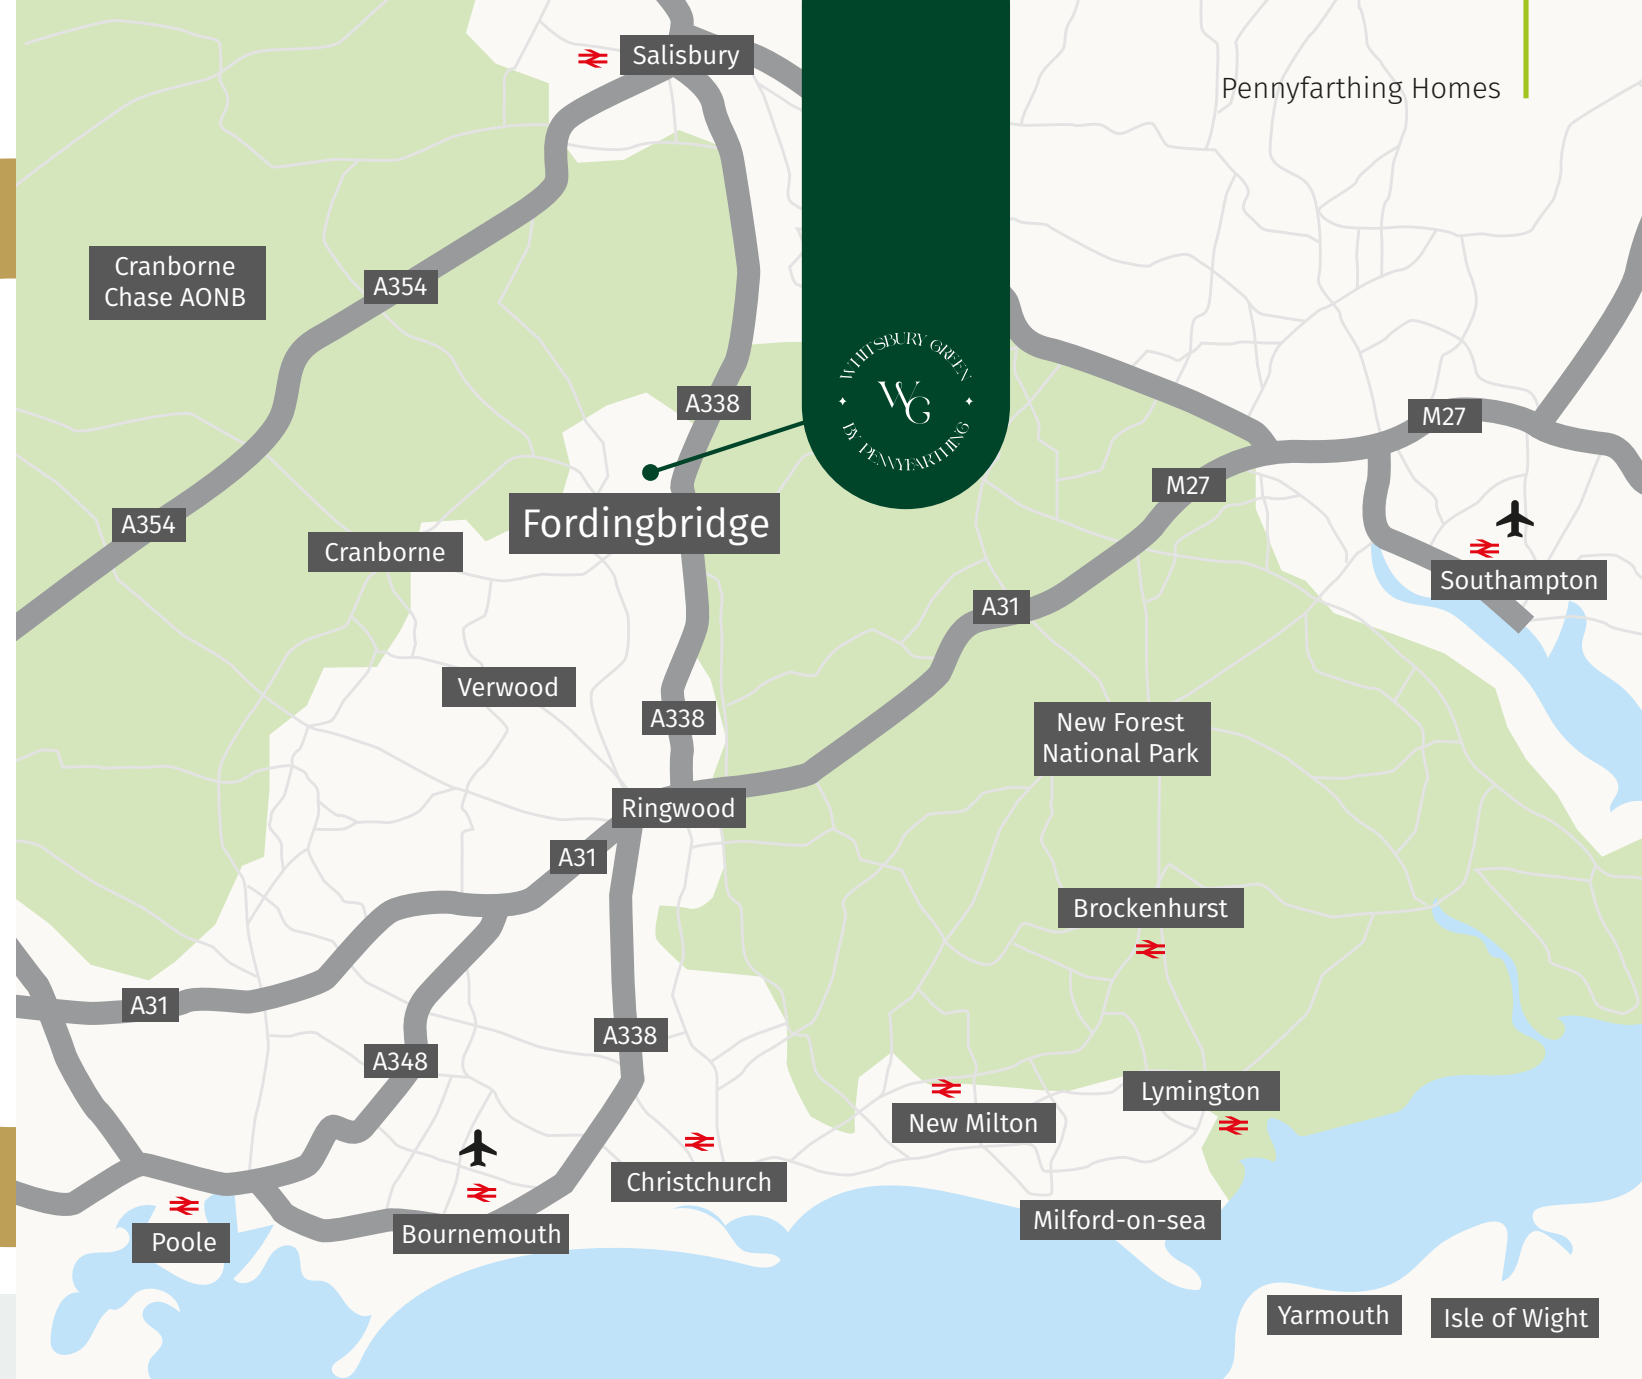 Salisbury
Pennyfarthing Homes
Cranborne
Chase AONB
A354
WHITSBURY GREEN
WG
BY PENNYFARTHING
A338
M27
M27
A354
Fordingbridge
Cranborne
Southampton
A31
Verwood
A338
New Forest
National Park
Ringwood
A31
Brockenhurst
A31
A338
A348
Lymington
New Milton
Christchurch
Milford-on-sea
Poole
Bournemouth
Yarmouth
Isle of Wight